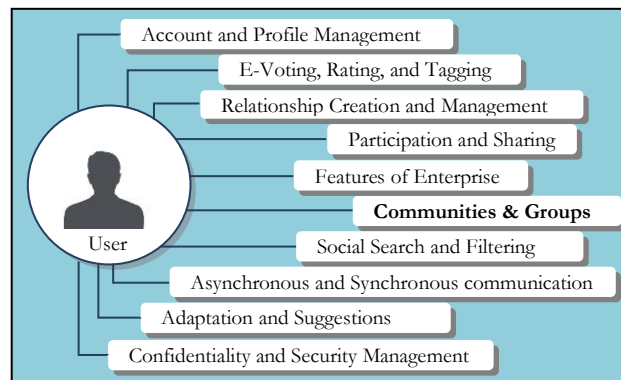 Account and Profile Management
E-Voting, Rating, and Tagging
Relationship Creation and Management
Participation and Sharing
Features of Enterprise
Communities & Groups
User
Social Search and Filtering
Asynchronous and Synchronous communication
Adaptation and Suggestions
Confidentiality and Security Management